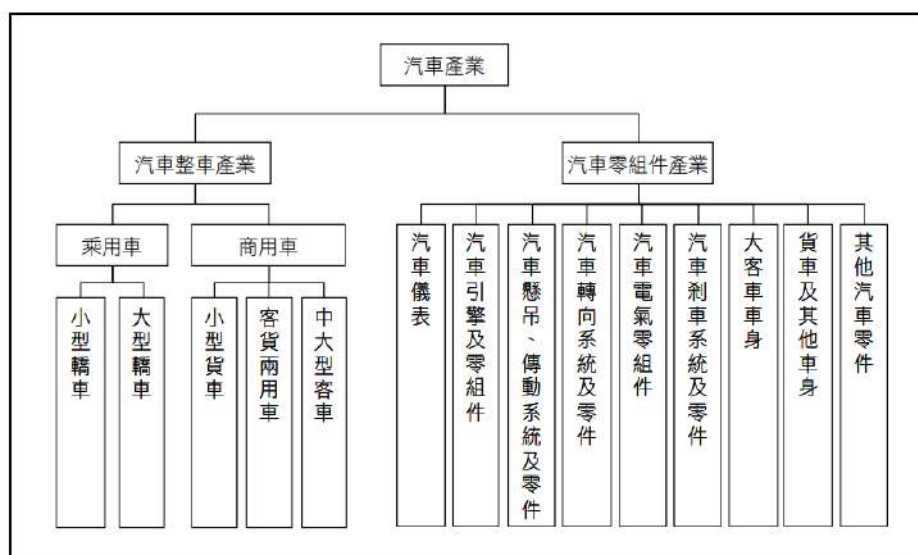 汽車產業
汽車整車產業
汽車零組件產業
乘用車
商用車
小型轎車
大型轎車
小型貨車
客貨兩用車
中大型客車
汽車儀表
汽車引擎及零組件
汽車懸吊、傳動系統及零件
汽車轉向系統及零件
汽車電氣零組件
汽車剎車系統及零件
大客車車身
貨車及其他車身
其他汽車零件